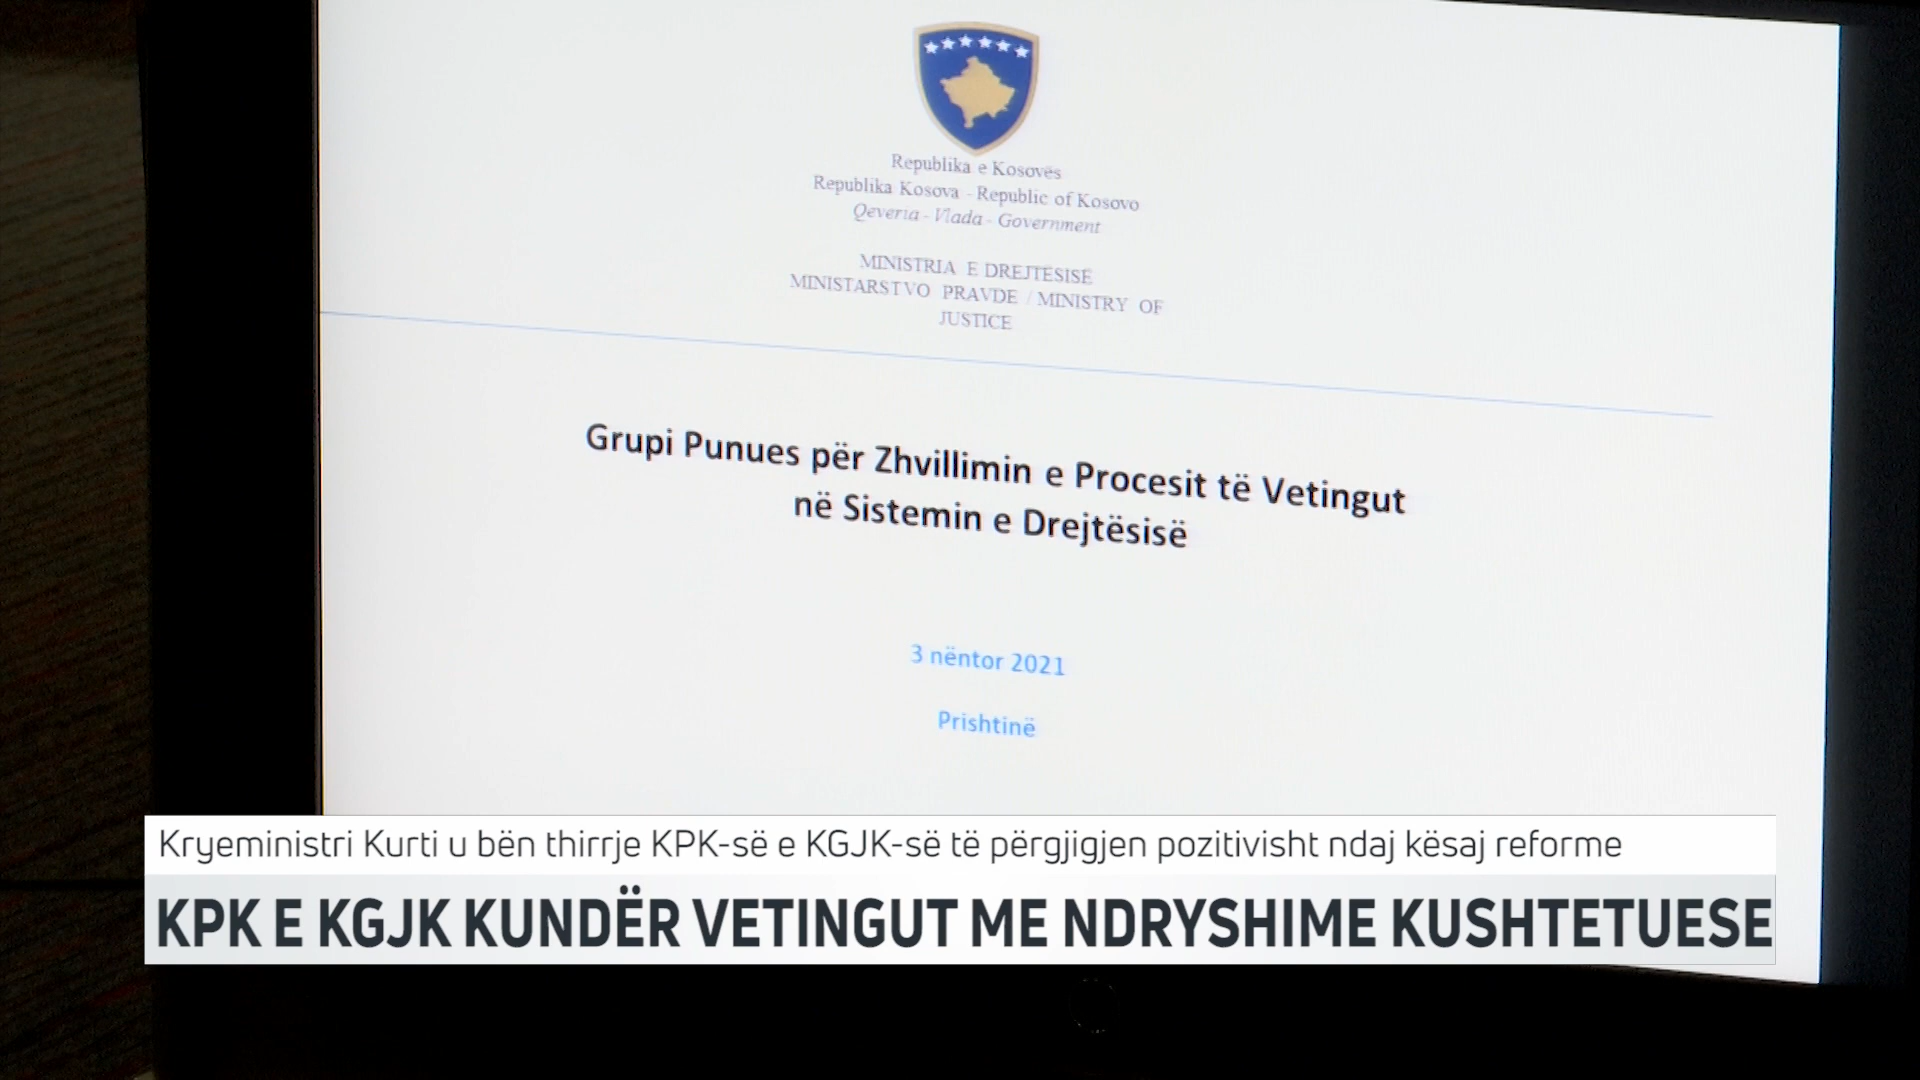 Republika e Kosovës
Republika Kosova - Republic of Kosovo
Qeveria - Vlada - Government
MINISTRIA E DREJTËSISË
MINISTARSTVO PRAVDE / MINISTRY OF
JUSTICE
Grupi Punues për Zhvillimin e Procesit të Vetingut
në Sistemin e Drejtësisë
3 nëntor 2021
Prishtinë
Kryeministri Kurti u bën thirrje KPK-së e KGJK-së të përgjigjen pozitivisht ndaj kësaj reforme
KPK E KGJK KUNDËR VETINGUT ME NDRYSHIME KUSHTETUESE